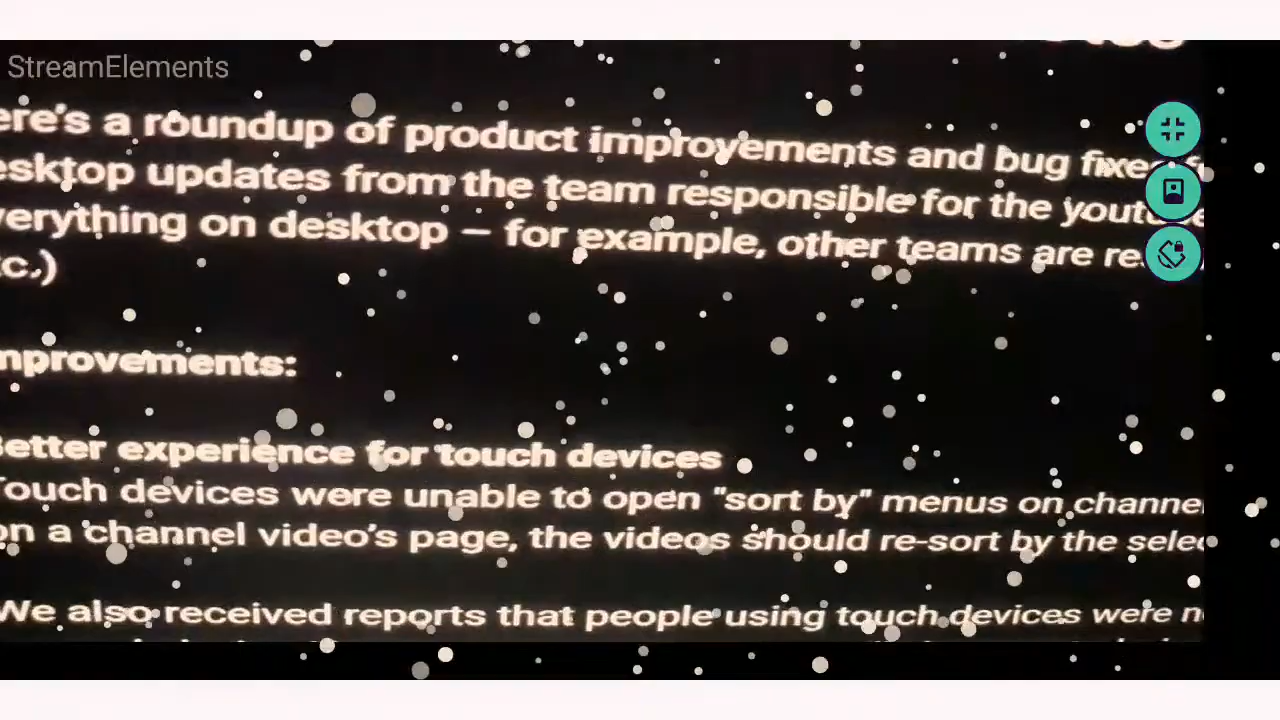 StreamElements
ere's a roundup of product improvements and bug fixe
esktop updates from the team responsible for the
verything on desktop – for example, other teams are
tc.)
mprovements:
Better experience for touch devices
Touch devices were unable to open "sort by" menus on channe
on a channel video's page, the videos should re-sort by the selec
We also received reports that people using touch devices were n